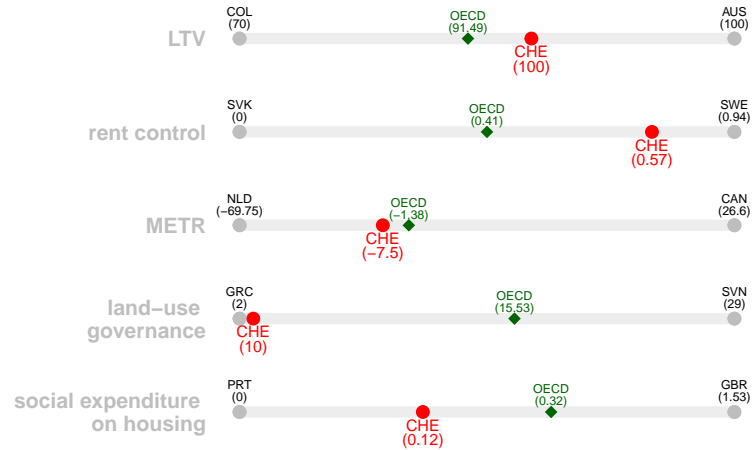 COL
(70)
OECD
(91.49)
AUS
(100)
LTV
CHE
(100)
SVK
(0)
OECD
(0.41)
SWE
(0.94)
rent control
CHE
(0.57)
NLD
(−69.75)
OECD
(−1.38)
CAN
(26.6)
METR
CHE
(−7.5)
GRC
(2)
OECD
(15.53)
SVN
(29)
land−use
governance
CHE
(10)
PRT
(0)
OECD
(0.32)
GBR
(1.53)
social expenditure
on housing
CHE
(0.12)